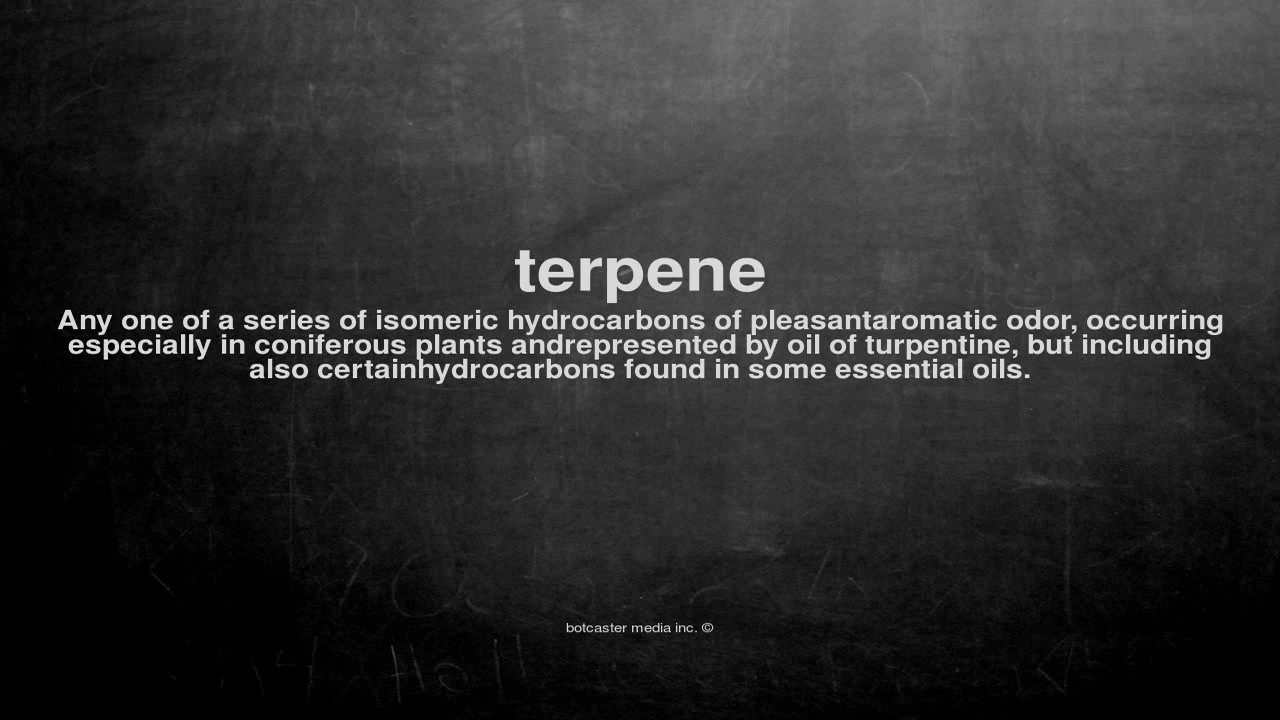 terpene
Any one of a series of isomeric hydrocarbons of pleasantaromatic odor, occurring
especially in coniferous plants andrepresented by oil of turpentine, but including
also certainhydrocarbons found in some essential oils.
botcaster media inc. ©